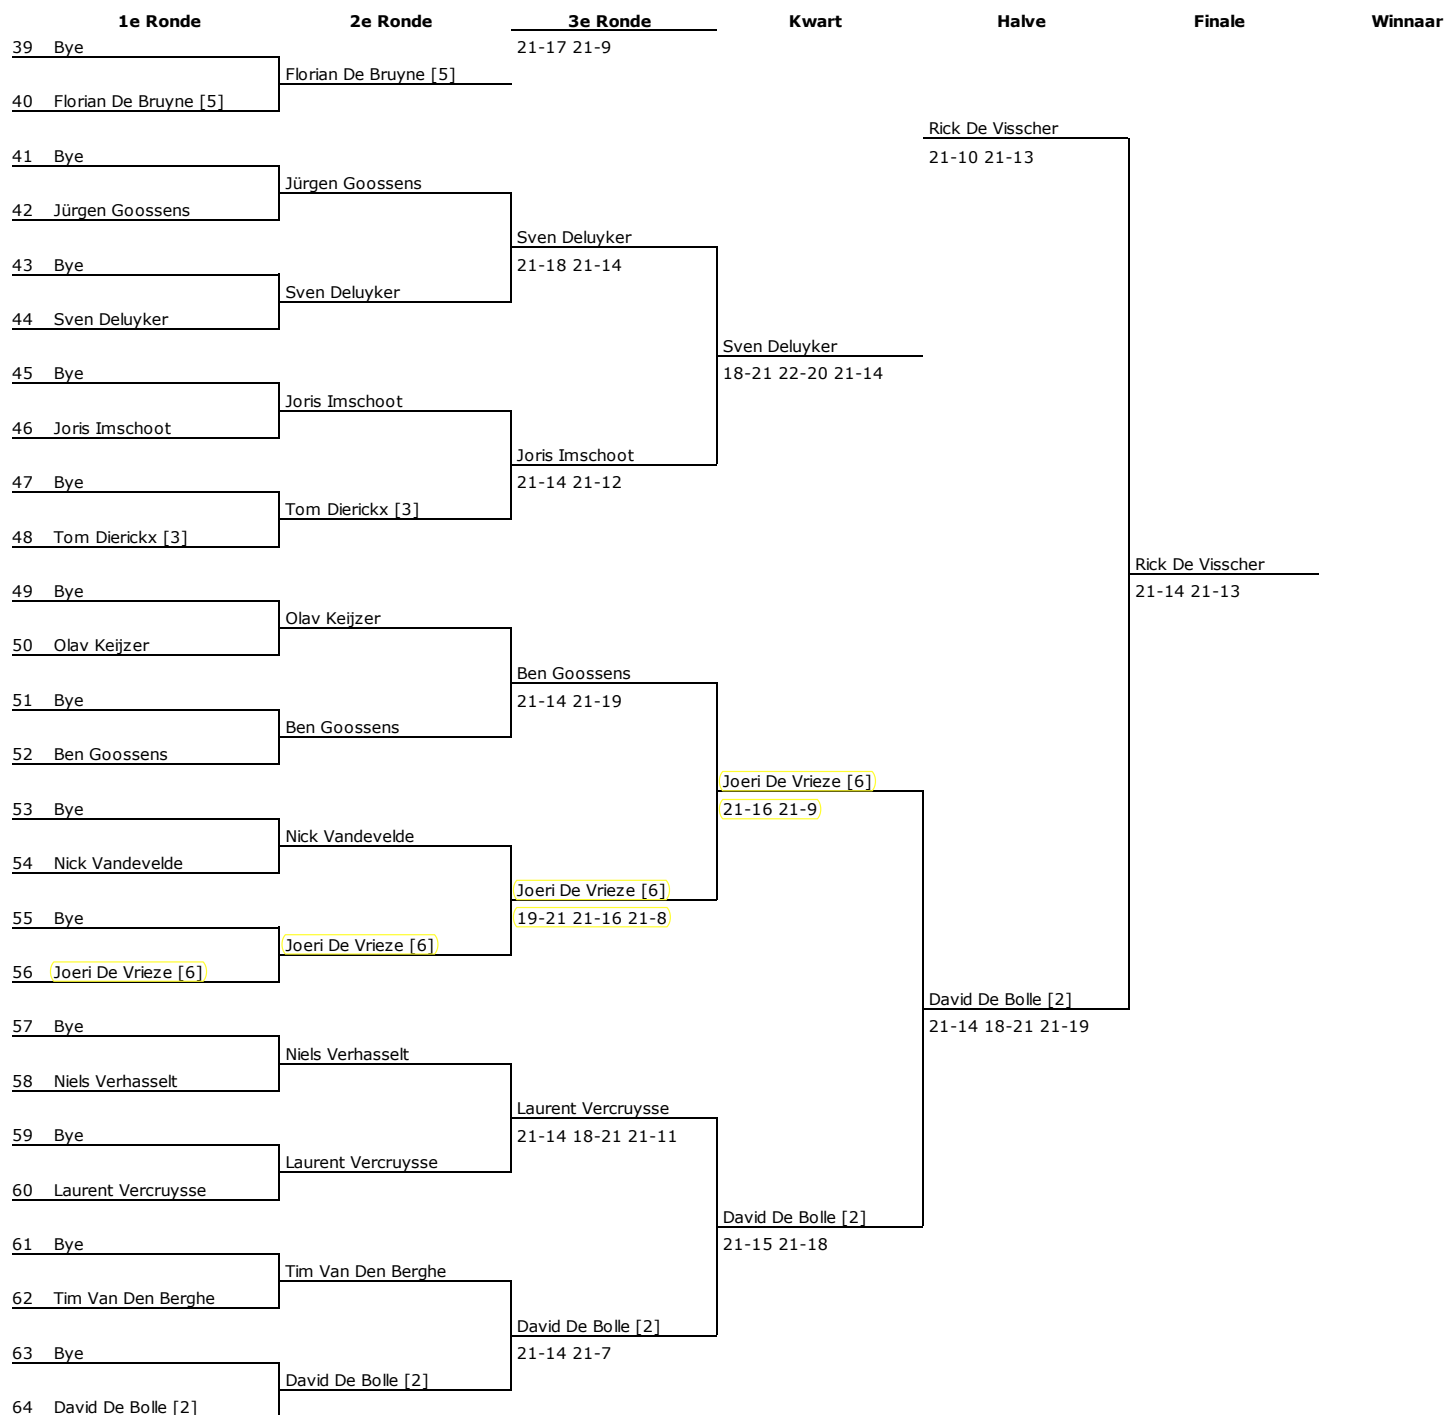 1e Ronde 2e Ronde 3e Ronde Kwart Halve Finale Winnaar
39 Bye 21-17 21-9
Florian De Bruyne [5]
40 Florian De Bruyne [5]
Rick De Visscher
41 Bye 21-10 21-13
Jürgen Goossens
42 Jürgen Goossens
Sven Deluyker
43 Bye 21-18 21-14
Sven Deluyker
44 Sven Deluyker
Sven Deluyker
45 Bye 18-21 22-20 21-14
Joris Imschoot
46 Joris Imschoot
Joris Imschoot
47 Bye 21-14 21-12
Tom Dierickx [3]
48 Tom Dierickx [3]
Rick De Visscher
49 Bye 21-14 21-13
Olav Keijzer
50 Olav Keijzer
Ben Goossens
51 Bye 21-14 21-19
Ben Goossens
52 Ben Goossens
Joeri De Vrieze [6]
53 Bye 21-16 21-9
Nick Vandevelde
54 Nick Vandevelde
Joeri De Vrieze [6]
55 Bye 19-21 21-16 21-8
Joeri De Vrieze [6]
56 Joeri De Vrieze [6]
David De Bolle [2]
57 Bye 21-14 18-21 21-19
Niels Verhasselt
58 Niels Verhasselt
Laurent Vercruysse
59 Bye 21-14 18-21 21-11
Laurent Vercruysse
60 Laurent Vercruysse
David De Bolle [2]
61 Bye 21-15 21-18
Tim Van Den Berghe
62 Tim Van Den Berghe
David De Bolle [2]
63 Bye 21-14 21-7
David De Bolle [2]
64 David De Bolle [2]